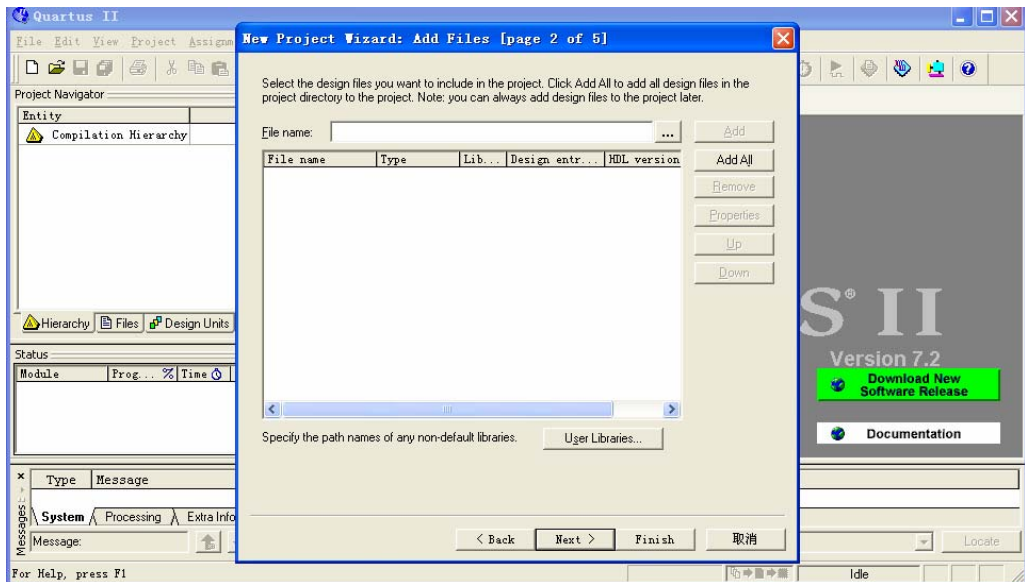 Quartus II
File Edit View Project Assignm
Project Navigator
Entity
Compilation Hierarchy
Hierarchy Files Design Units
Status
Module Prog... % Time
× Type Message
System Processing Extra Info
Messages
Message: Locate
For Help, press F1 Idle
New Project Wizard: Add Files [page 2 of 5]
Select the design files you want to include in the project. Click Add All to add all design files in the
project directory to the project. Note: you can always add design files to the project later.
File name: ... Add
File name Type Lib... Design entr... HDL version Add All
Remove
Properties
Up
Down
Specify the path names of any non-default libraries. User Libraries...
< Back Next > Finish 取消
S® II
Version 7.2
Download New
Software Release
Documentation